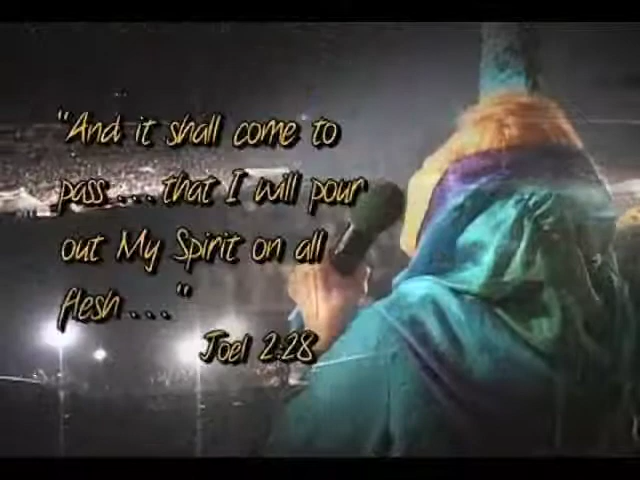 "And it shall come to
pass . . . that I will pour
out My Spirit on all
flesh . . . "
Joel 2:28